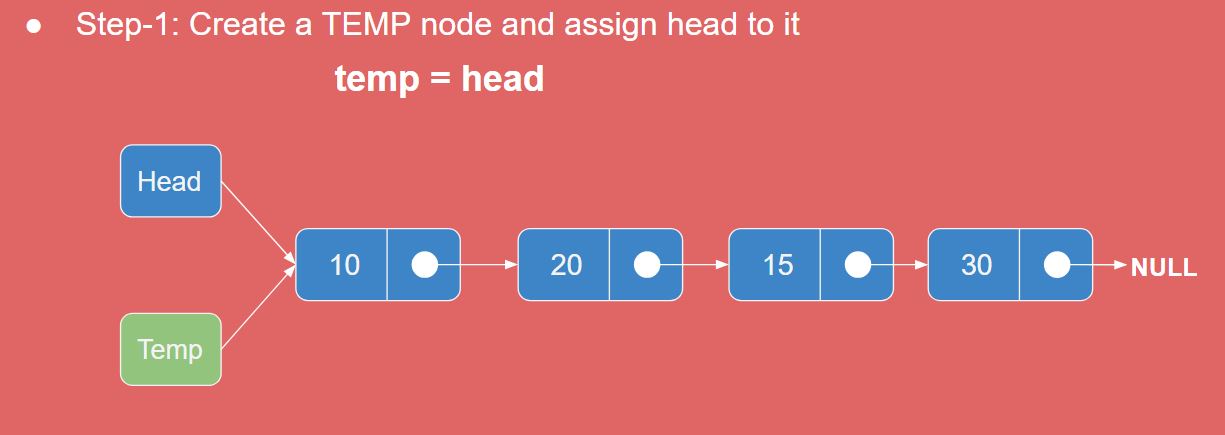 ● Step-1: Create a TEMP node and assign head to it
temp = head
Head
10 20 15 30 NULL
Temp